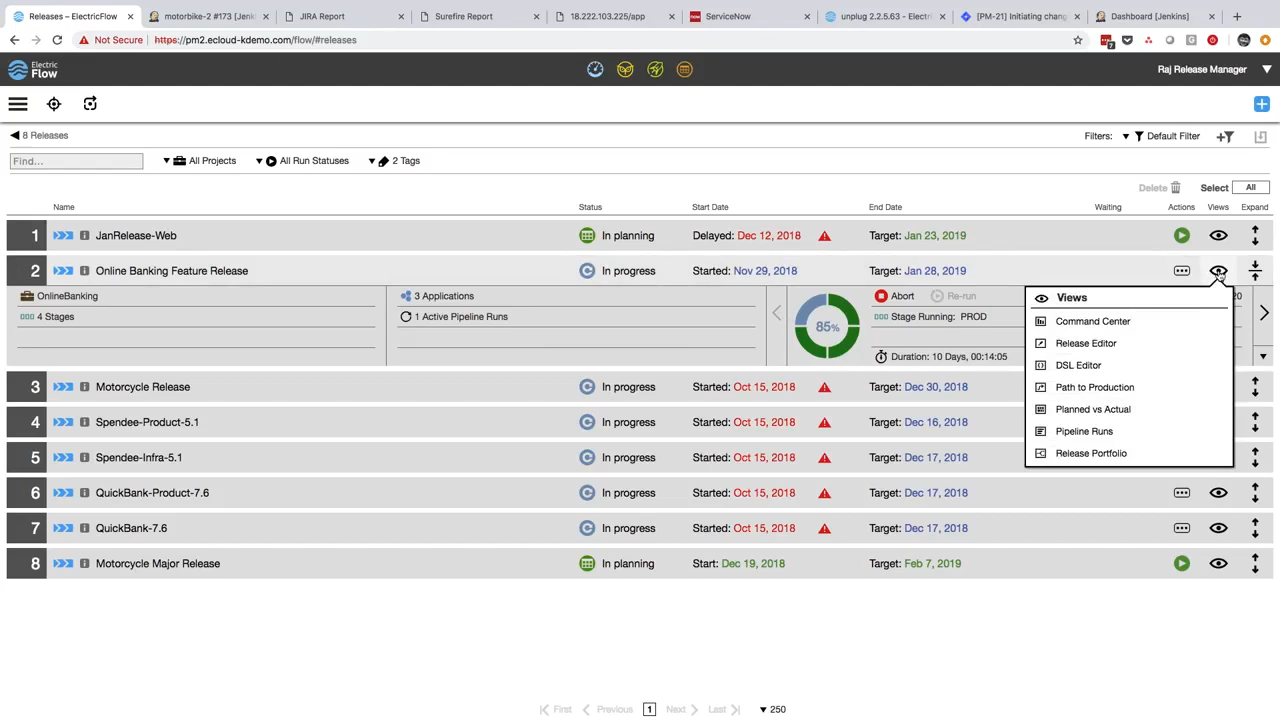 Releases – ElectricFlow
motorbike-2 #173 [Jenki
JIRA Report
Surefire Report
18.222.103.225/app
ServiceNow
unplug 2.2.5.63 - Electri
[PM-21] Initiating chang
Dashboard [Jenkins]
Not Secure
https://pm2.ecloud-kdemo.com/flow/#releases
7
Electric
Flow
Raj Release Manager
8 Releases
Filters:
Default Filter
Find...
All Projects
All Run Statuses
2 Tags
Delete
Select
All
Name
Status
Start Date
End Date
Waiting
Actions
Views
Expand
1 JanRelease-Web In planning Delayed: Dec 12, 2018 Target: Jan 23, 2019
2 Online Banking Feature Release In progress Started: Nov 29, 2018 Target: Jan 28, 2019
OnlineBanking
4 Stages
3 Applications
1 Active Pipeline Runs
85%
Abort
Re-run
Stage Running: PROD
Duration: 10 Days, 00:14:05
20
Views
Command Center
Release Editor
DSL Editor
Path to Production
Planned vs Actual
Pipeline Runs
Release Portfolio
3 Motorcycle Release In progress Started: Oct 15, 2018 Target: Dec 30, 2018
4 Spendee-Product-5.1 In progress Started: Oct 15, 2018 Target: Dec 16, 2018
5 Spendee-Infra-5.1 In progress Started: Oct 15, 2018 Target: Dec 17, 2018
6 QuickBank-Product-7.6 In progress Started: Oct 15, 2018 Target: Dec 17, 2018
7 QuickBank-7.6 In progress Started: Oct 15, 2018 Target: Dec 17, 2018
8 Motorcycle Major Release In planning Start: Dec 19, 2018 Target: Feb 7, 2019
First
Previous
1
Next
Last
250